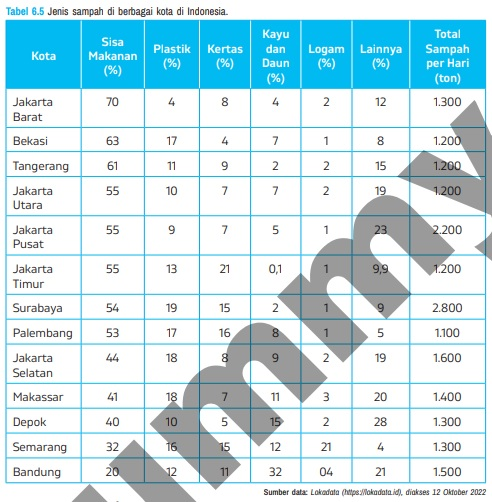 Tabel 6.5 Jenis sampah di berbagai kota di Indonesia.
Kota Sisa Makanan (%) Plastik (%) Kertas (%) Kayu dan Daun (%) Logam (%) Lainnya (%) Total Sampah per Hari (ton)
Jakarta Barat 70 4 8 4 2 12 1.300
Bekasi 63 17 4 7 1 8 1.200
Tangerang 61 11 9 2 2 15 1.200
Jakarta Utara 55 10 7 7 2 19 1.200
Jakarta Pusat 55 9 7 5 1 23 2.200
Jakarta Timur 55 13 21 0,1 1 9,9 1.200
Surabaya 54 19 15 2 1 9 2.800
Palembang 53 17 16 8 1 5 1.100
Jakarta Selatan 44 18 8 9 2 19 1.600
Makassar 41 18 7 11 3 20 1.400
Depok 40 10 5 15 2 28 1.300
Semarang 32 16 15 12 21 4 1.300
Bandung 20 12 11 32 04 21 1.500
Sumber data: Lokadata (https://lokadata.id), diakses 12 Oktober 2022